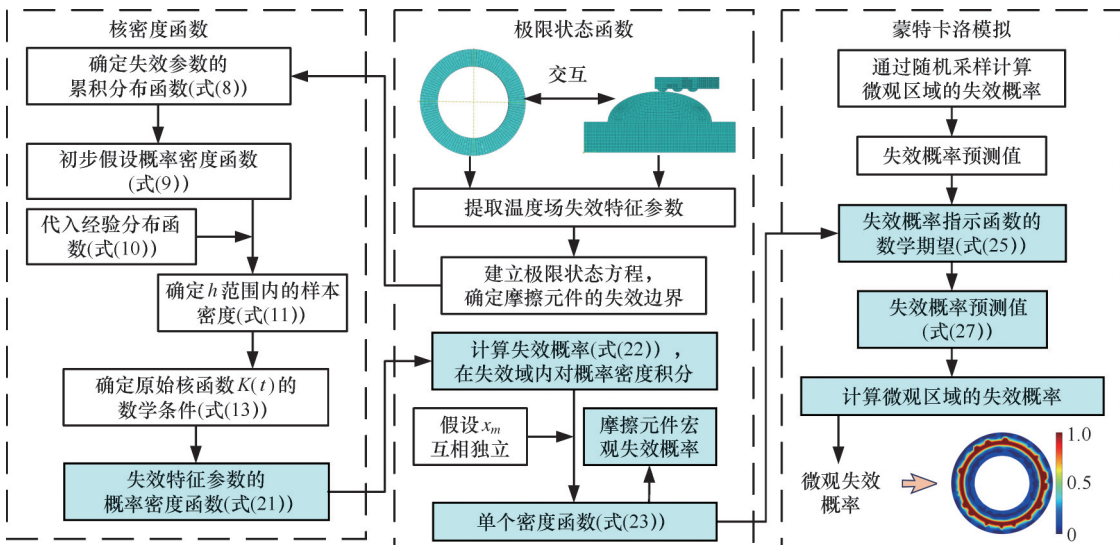 核密度函数
确定失效参数的
累积分布函数(式(8))
初步假设概率密度函数
(式(9))
代入经验分布函
数(式(10))
确定h范围内的样本
密度(式(11))
确定原始核函数K(t)的
数学条件(式(13))
失效特征参数的
概率密度函数(式(21))
极限状态函数
交互
提取温度场失效特征参数
建立极限状态方程，
确定摩擦元件的失效边界
计算失效概率(式(22))，
在失效域内对概率密度积分
假设xm
互相独立
摩擦元件宏
观失效概率
单个密度函数(式(23))
蒙特卡洛模拟
通过随机采样计算
微观区域的失效概率
失效概率预测值
失效概率指示函数的
数学期望(式(25))
失效概率预测值
(式(27))
计算微观区域的失效概率
微观失效
概率
1.0
0.5
0